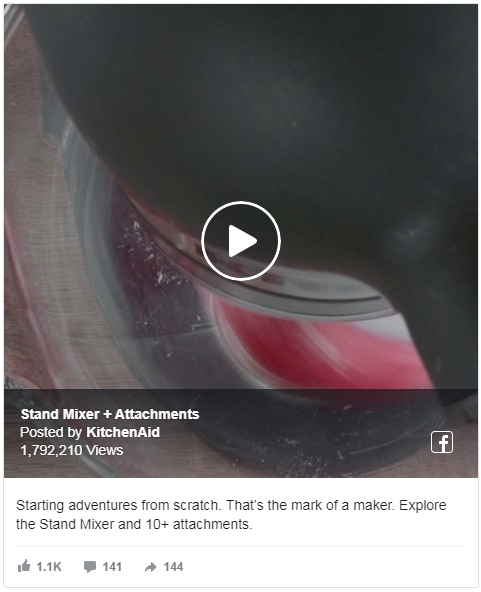 Stand Mixer + Attachments
Posted by KitchenAid
1,792,210 Views
Starting adventures from scratch. That's the mark of a maker. Explore
the Stand Mixer and 10+ attachments.
1.1K 141 144